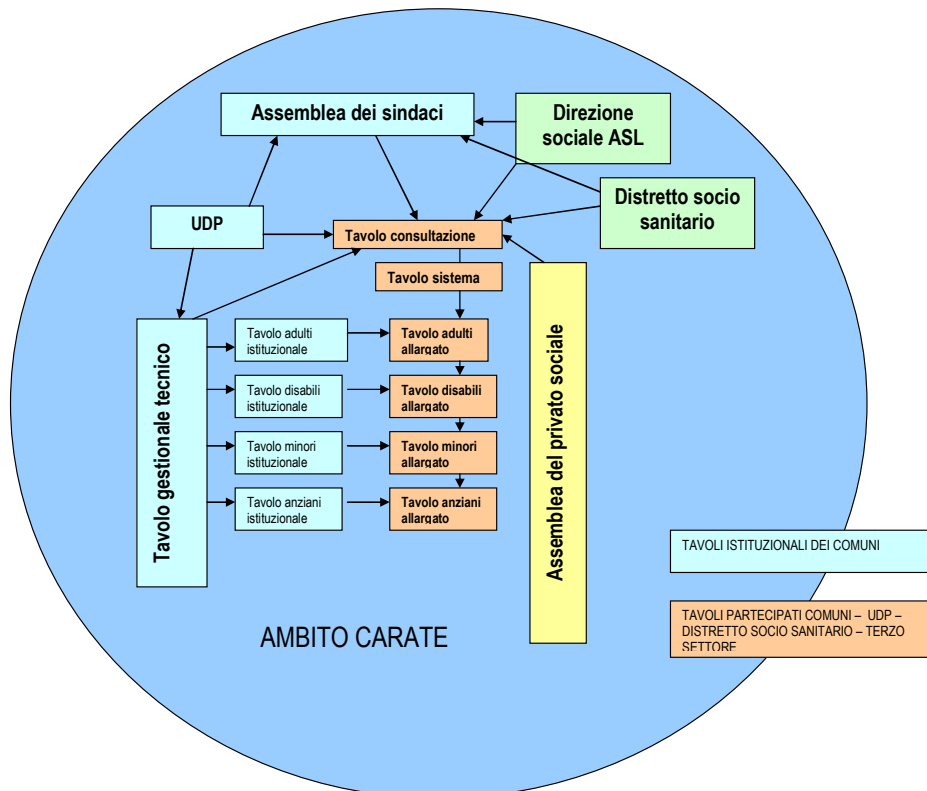 Assemblea dei sindaci
Direzione
sociale ASL
Distretto socio
sanitario
UDP
Tavolo consultazione
Tavolo sistema
Tavolo gestionale tecnico
Tavolo adulti
istituzionale
Tavolo adulti
allargato
Tavolo disabili
istituzionale
Tavolo disabili
allargato
Tavolo minori
istituzionale
Tavolo minori
allargato
Tavolo anziani
istituzionale
Tavolo anziani
allargato
Assemblea del privato sociale
TAVOLI ISTITUZIONALI DEI COMUNI
TAVOLI PARTECIPATI COMUNI – UDP –
DISTRETTO SOCIO SANITARIO – TERZO
SETTORE
AMBITO CARATE